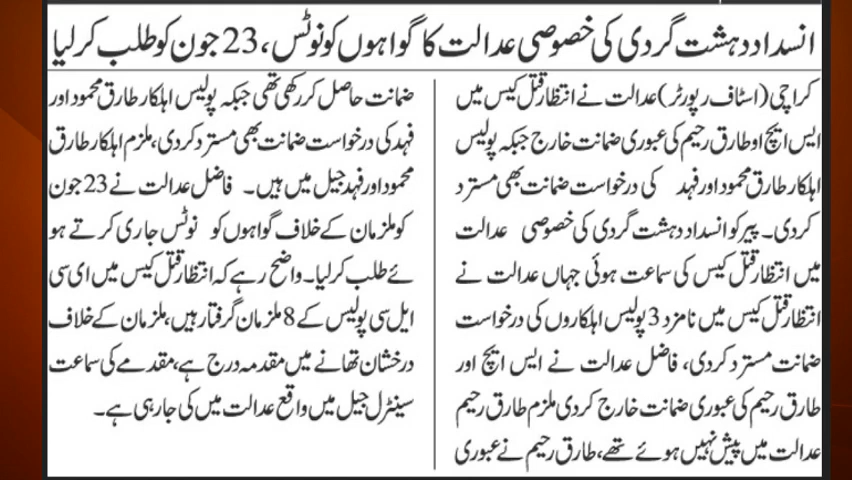 انسداد دہشت گردی کی خصوصی عدالت کا گواہوں کو نوٹس، 23 جون کو طلب کر لیا
کراچی (اسٹاف رپورٹر) عدالت نے انتظار قتل کیس میں
ایس ایچ او طارق رحیم کی عبوری ضمانت خارج جبکہ پولیس
اہلکار طارق محمود اور فہد کی درخواست ضمانت بھی مسترد
کردی۔ پیر کو انسداد دہشت گردی کی خصوصی عدالت
میں انتظار قتل کیس کی سماعت ہوئی جہاں عدالت نے
انتظار قتل کیس میں نامزد 3 پولیس اہلکاروں کی درخواست
ضمانت مسترد کردی، فاضل عدالت نے ایس ایچ اور
طارق رحیم کی عبوری ضمانت خارج کردی ملزم طارق رحیم
عدالت میں پیش نہیں ہوئے تھے، طارق رحیم نے عبوری
ضمانت حاصل کر رکھی تھی جبکہ پولیس اہلکار طارق محمود اور
فہد کی درخواست ضمانت بھی مسترد کردی، ملزم اہلکار طارق
محمود اور فہد جیل میں ہیں۔ فاضل عدالت نے 23 جون
کو ملزمان کے خلاف گواہوں کو نوٹس جاری کرتے ہو
ئے طلب کرلیا۔ واضح رہے کہ انتظار قتل کیس میں ای سی
ایل سی پولیس کے 8 ملزمان گرفتار ہیں، ملزمان کے خلاف
درخشان تھانے میں مقدمہ درج ہے، مقدمے کی سماعت
سینٹرل جیل میں واقع عدالت میں کی جارہی ہے۔